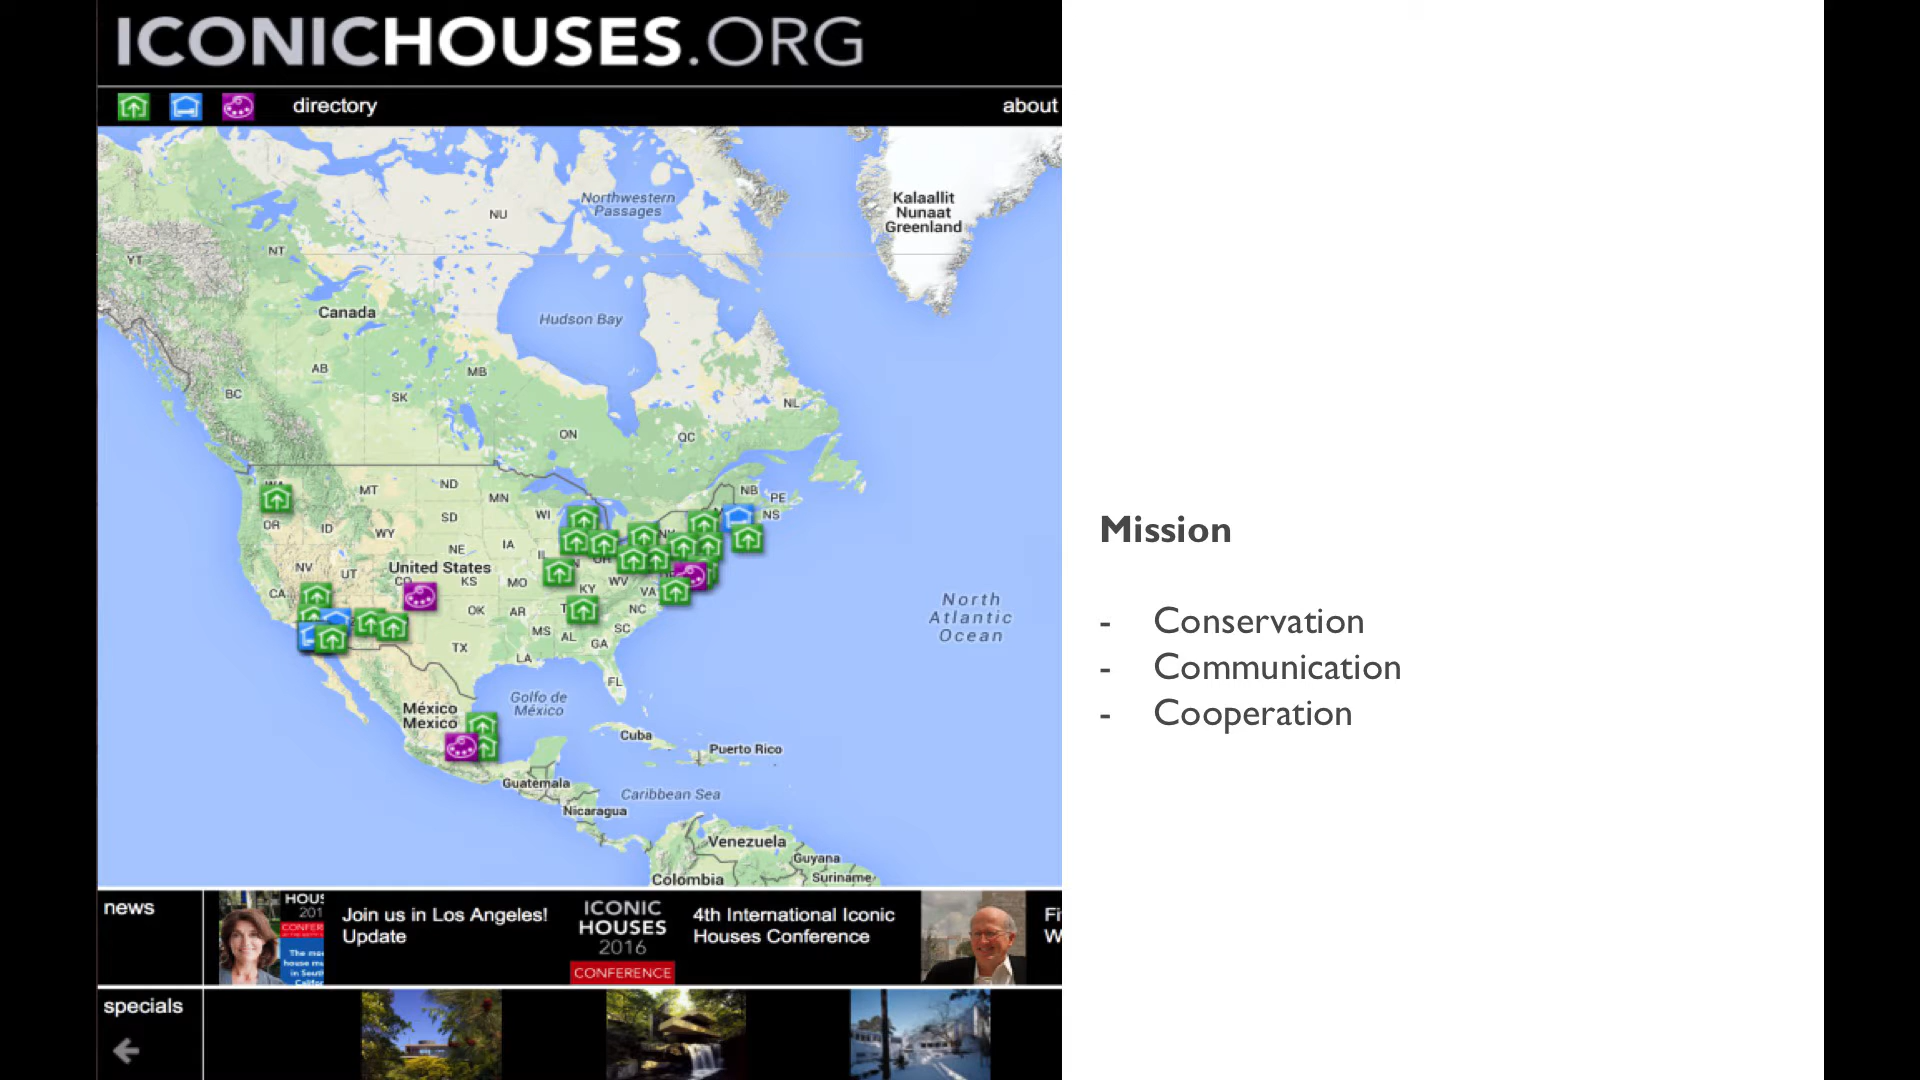 ICONICHOUSES.ORG
directory
about
Northwestern
Passages
NU
Kalaallit
Nunaat
Greenland
NT
YT
Canada
Hudson Bay
AB
MB
BC
SK
NL
ON
QC
ND
MT
MN
NB
PE
NS
SD
WI
OR
ID
WY
NE
IA
IL
NV
UT
United States
CO
KS
MO
KY
WV
VA
CA
OK
AR
NC
MS
AL
SC
GA
TX
LA
FL
North
Atlantic
Ocean
Golfo de
México
México
Mexico
Cuba
Puerto Rico
Guatemala
Caribbean Sea
Nicaragua
Venezuela
Guyana
Colombia
Suriname
news
Join us in Los Angeles!
Update
ICONIC
HOUSES
2016
CONFERENCE
4th International Iconic
Houses Conference
specials
Mission
- Conservation
- Communication
- Cooperation